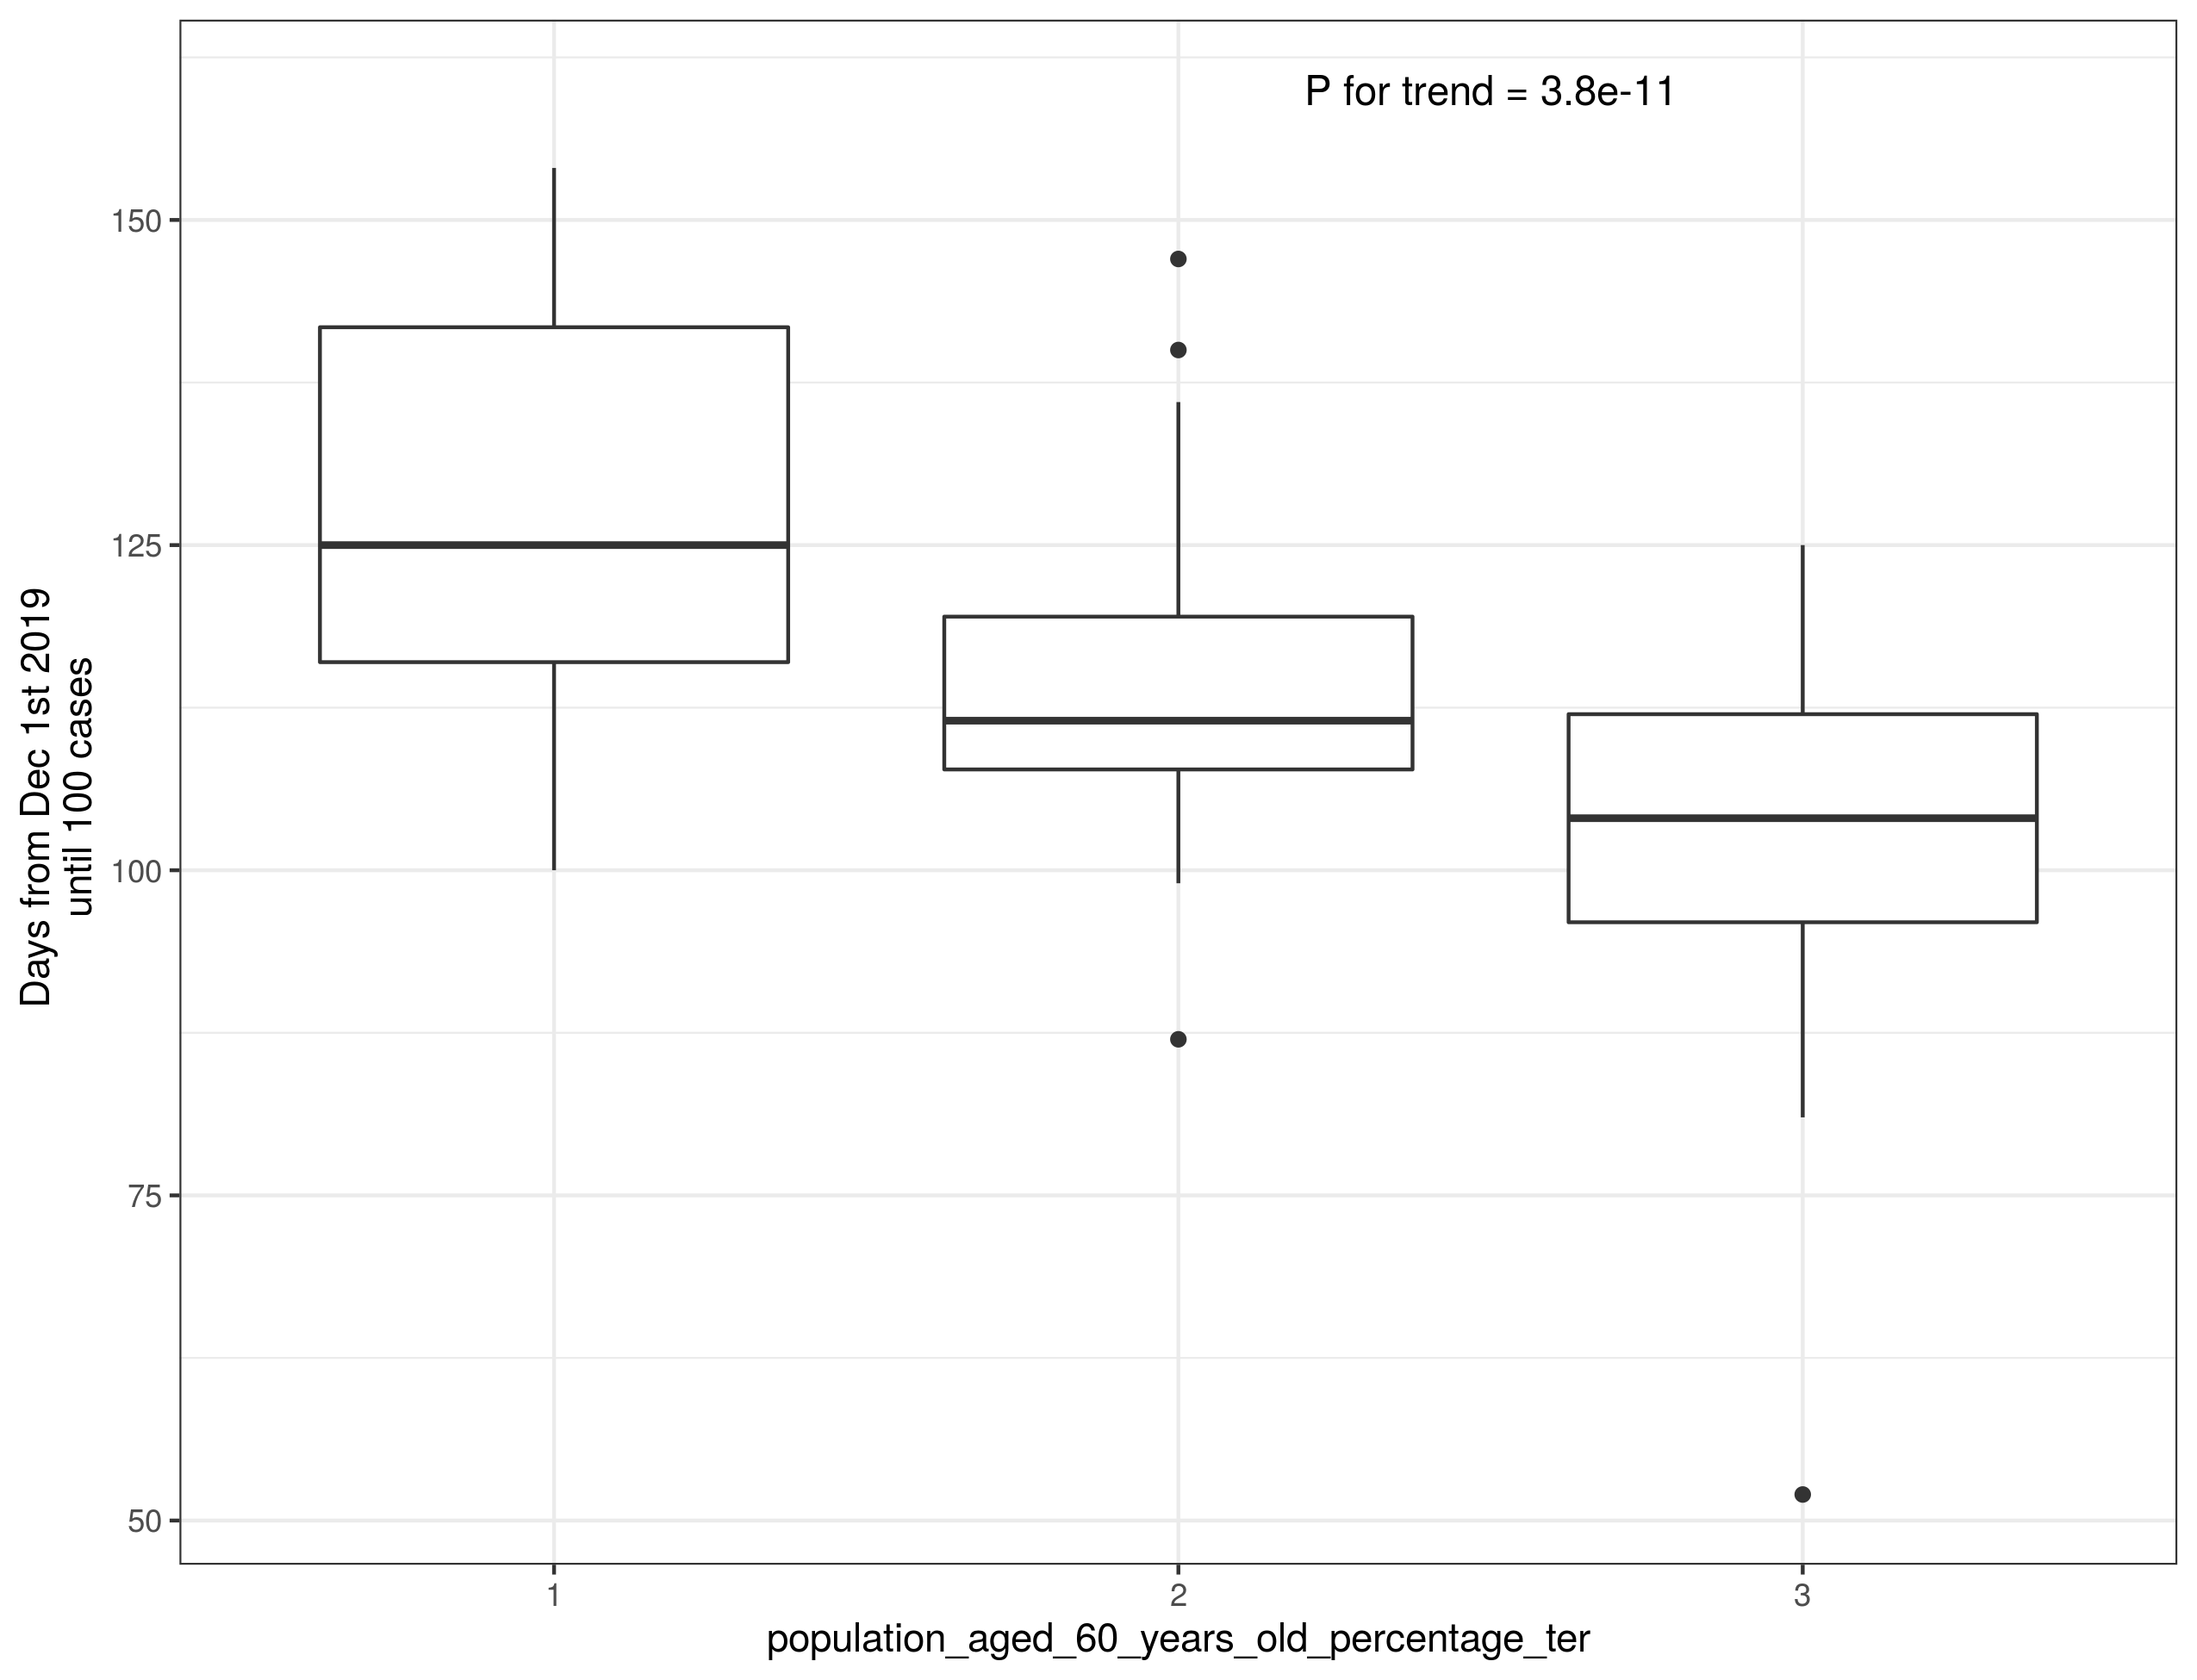 P for trend = 3.8e-11
150
125
100
75
50
Days from Dec 1st 2019
until 100 cases
1
2
3
population_aged_60_years_old_percentage_ter